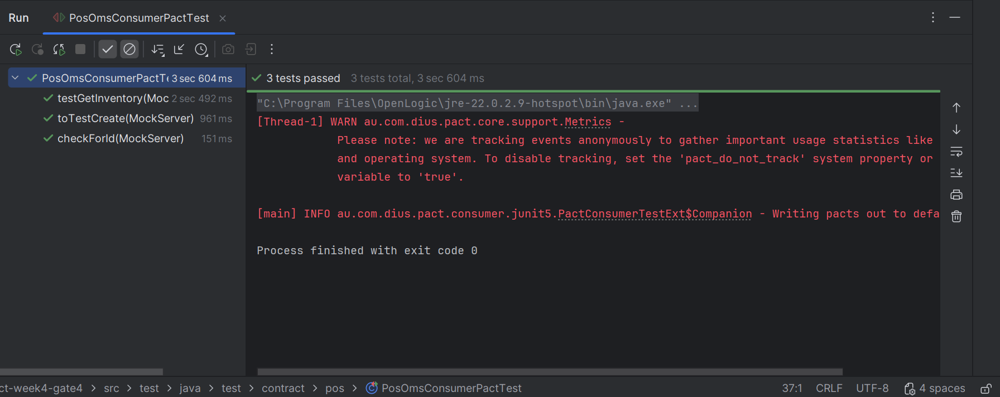 Run PosOmsConsumerPactTest
PosOmsConsumerPactTe 3 sec 604 ms
testGetInventory(Moc 2 sec 492 ms
toTestCreate(MockServer) 961 ms
checkForId(MockServer) 151 ms
3 tests passed 3 tests total, 3 sec 604 ms
"C:\Program Files\OpenLogic\jre-22.0.2.9-hotspot\bin\java.exe" ...
[Thread-1] WARN au.com.dius.pact.core.support.Metrics -
Please note: we are tracking events anonymously to gather important usage statistics like
and operating system. To disable tracking, set the 'pact_do_not_track' system property or
variable to 'true'.
[main] INFO au.com.dius.pact.consumer.junit5.PactConsumerTestExt$Companion - Writing pacts out to defa
Process finished with exit code 0
ct-week4-gate4 > src > test > java > test > contract > pos > PosOmsConsumerPactTest 37:1 CRLF UTF-8 4 spaces